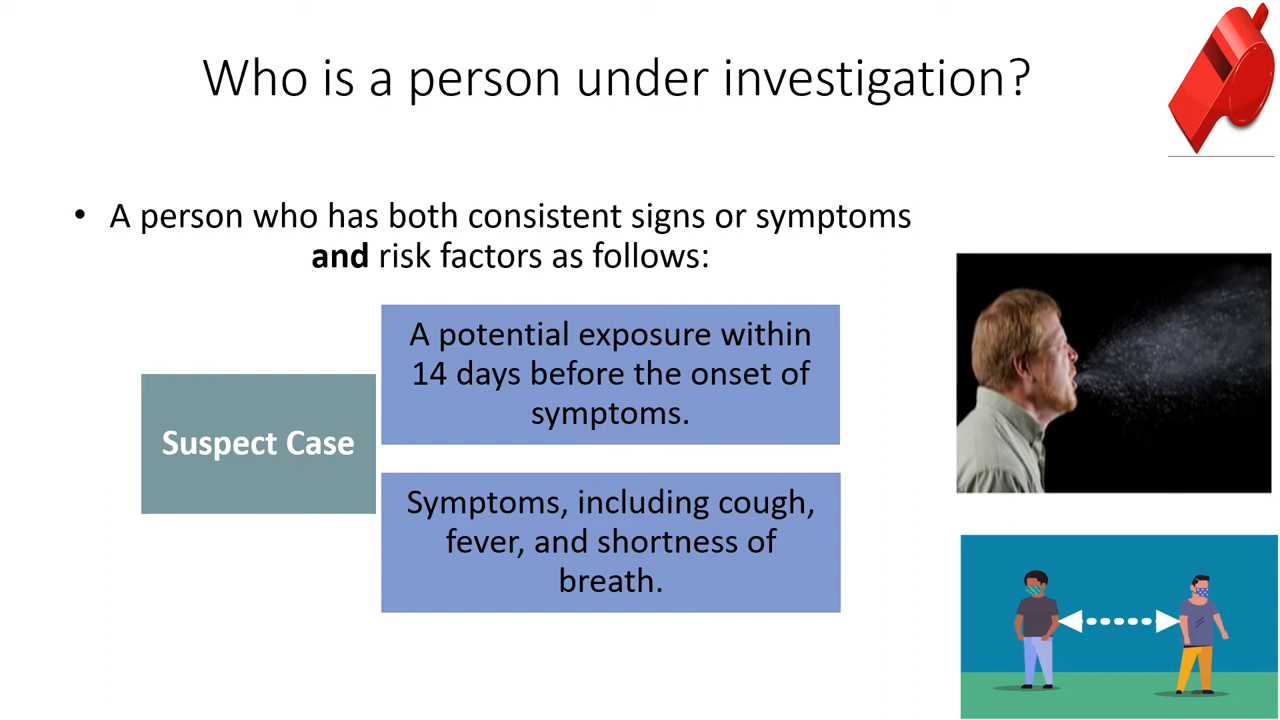 Who is a person under investigation?
• A person who has both consistent signs or symptoms
and risk factors as follows:
Suspect Case
A potential exposure within
14 days before the onset of
symptoms.
Symptoms, including cough,
fever, and shortness of
breath.